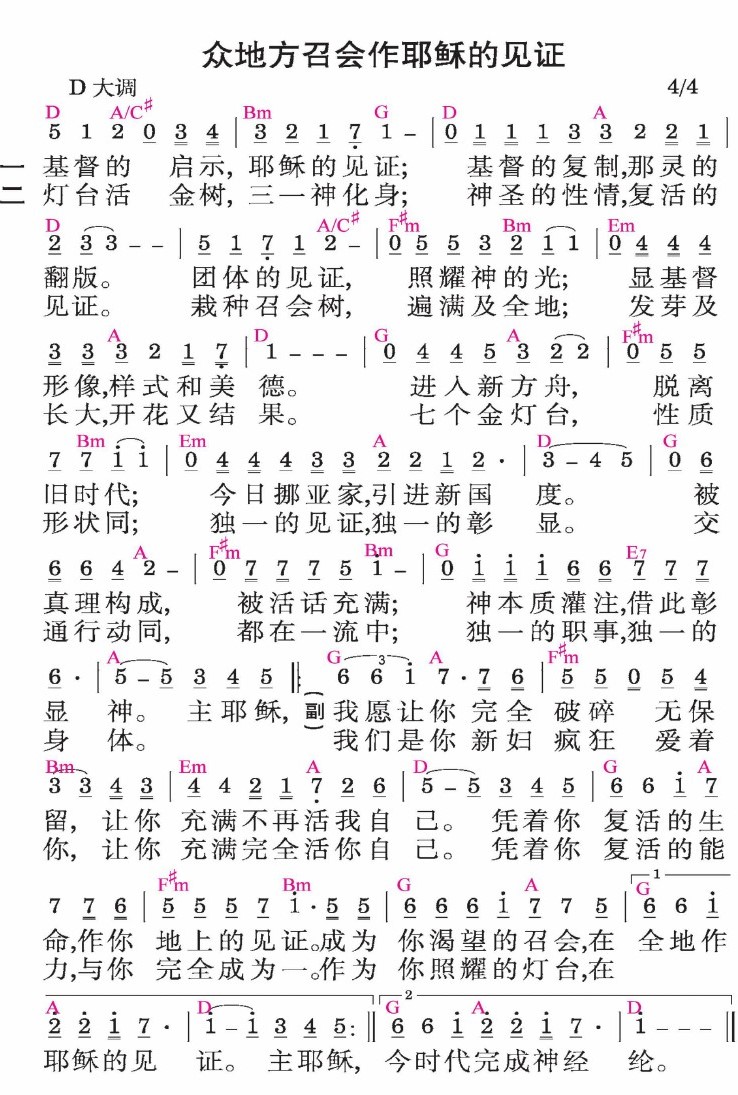 众地方召会作耶稣的见证
D 大调 4/4
D A/C♯ Bm G D A
5 1 2 0 3 4 | 3 2 1 7 1 – | 0 1 1 1 3 3 2 2 1 |
一 基督的 启示, 耶稣的见证; 基督的复制,那灵的
二 灯台活 金树, 三一神化身; 神圣的性情,复活的
D A/C♯ F♯m Bm Em
2 3 3 – – | 5 1 7 1 2 – | 0 5 5 3 2 1 1 | 0 4 4 4
翻版。 团体的见证, 照耀神的光; 显基督
见证。 栽种召会树, 遍满及全地; 发芽及
A D G A F♯m
3 3 3 2 1 7 | 1 – – – | 0 4 4 5 3 2 2 | 0 5 5
形像,样式和美 德。 进入新方舟, 脱离
长大,开花又结 果。 七个金灯台, 性质
Bm Em A D G
7 7 i i | 0 4 4 4 3 3 2 2 1 2 · | 3 – 4 5 | 0 6
旧时代; 今日挪亚家,引进新国 度。 被
形状同; 独一的见证,独一的彰 显。 交
A F♯m Bm G E7
6 6 4 2 – | 0 7 7 7 5 i – | 0 i i i 6 6 7 7 7
真理构成, 被活话充满; 神本质灌注,借此彰
通行动同, 都在一流中; 独一的职事,独一的
A G 3 A F♯m
6 · | 5 – 5 3 4 5 ‖: 6 6 i 7 · 7 6 | 5 5 0 5 4
显 神。 主耶稣, (副) 我愿让你 完全 破碎 无保
身 体。 我们是你 新妇 疯狂 爱着
Bm Em A D G A
3 3 4 3 | 4 4 2 1 7 2 6 | 5 – 5 3 4 5 | 6 6 i 7
留, 让你 充满不再活我自 己。 凭着你 复活的生
你, 让你 充满完全活你自 己。 凭着你 复活的能
F♯m Bm G A 1 G
7 7 6 | 5 5 5 7 i · 5 5 | 6 6 6 i 7 7 5 | 6 6 i
命,作你 地上的见证。成为 你渴望的召会,在 全地作
力,与你 完全成为一。作为 你照耀的灯台,在
A D 2 G A D
2 2 i 7 · | i – i 3 4 5 :‖ 6 6 i 2 2 i 7 · | i – – – ‖
耶稣的见 证。 主耶稣, 今时代完成神经 纶。